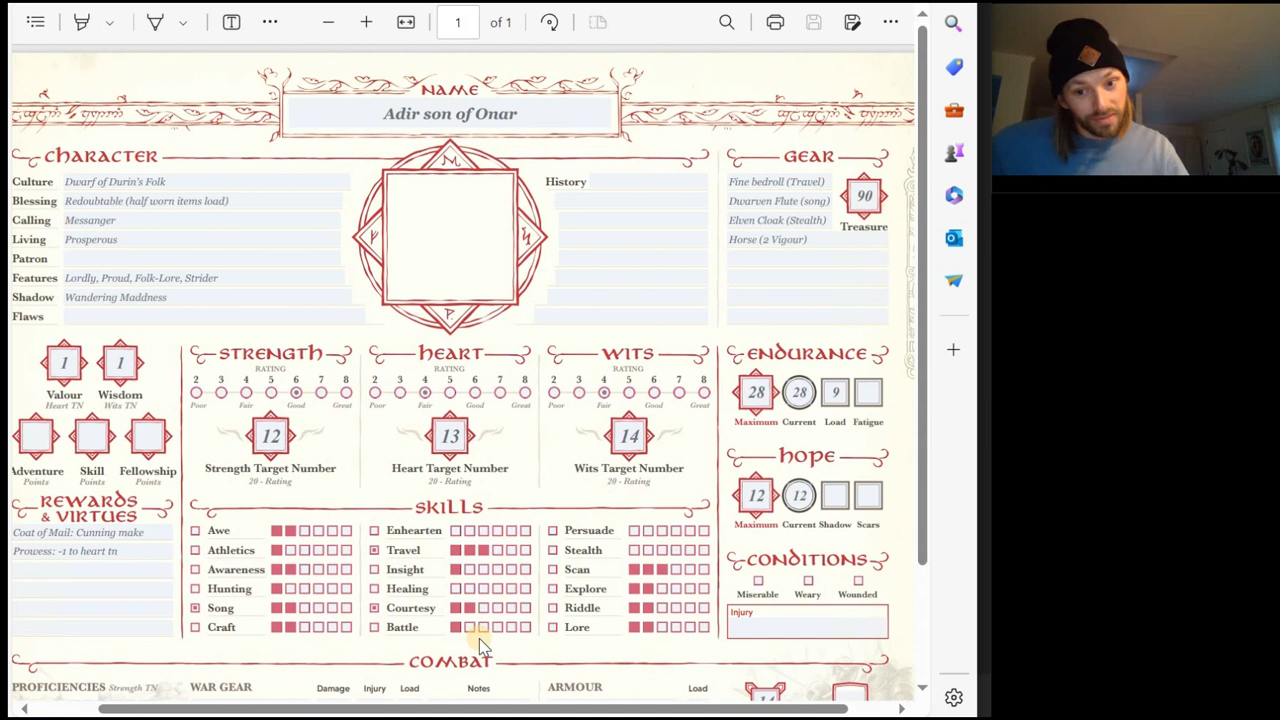 1 of 1
NAME
Adir son of Onar
CHARACTER
Culture Dwarf of Durin's Folk
Blessing Redoubtable (half worn items load)
Calling Messanger
Living Prosperous
Patron
Features Lordly, Proud, Folk-Lore, Strider
Shadow Wandering Maddness
Flaws
History
GEAR
Fine bedroll (Travel)
Dwarven Flute (song)
Elven Cloak (Stealth)
Horse (2 Vigour)
90
Treasure
1 1
Valour Wisdom
Heart TN Wits TN
Adventure Skill Fellowship
Points Points Points
REWARDS & VIRTUES
Coat of Mail: Cunning make
Prowess: -1 to heart tn
STRENGTH
RATING
2 3 4 5 6 7 8
Poor Fair Good Great
12
Strength Target Number
20 - Rating
HEART
RATING
2 3 4 5 6 7 8
Poor Fair Good Great
13
Heart Target Number
20 - Rating
WITS
RATING
2 3 4 5 6 7 8
Poor Fair Good Great
14
Wits Target Number
20 - Rating
ENDURANCE
28 28 9
Maximum Current Load Fatigue
HOPE
12 12
Maximum Current Shadow Scars
CONDITIONS
Miserable Weary Wounded
Injury
SKILLS
Awe Enhearten Persuade
Athletics Travel Stealth
Awareness Insight Scan
Hunting Healing Explore
Song Courtesy Riddle
Craft Battle Lore
COMBAT
PROFICIENCIES Strength TN
WAR GEAR Damage Injury Load Notes
ARMOUR Load
14